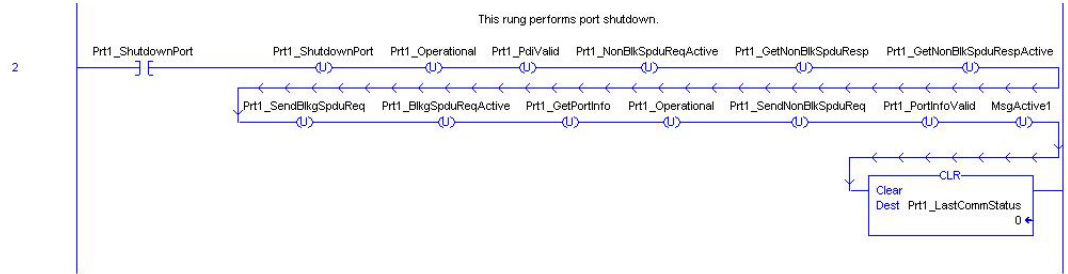 This rung performs port shutdown.
Prt1_ShutdownPort Prt1_ShutdownPort Prt1_Operational Prt1_PdiValid Prt1_NonBlkSpduReqActive Prt1_GetNonBlkSpduResp Prt1_GetNonBlkSpduRespActive
2 U U U U U U
Prt1_SendBlkgSpduReq Prt1_BlkgSpduReqActive Prt1_GetPortInfo Prt1_Operational Prt1_SendNonBlkSpduReq Prt1_PortInfoValid MsgActive1
U U U U U U U
CLR
Clear
Dest Prt1_LastCommStatus
0